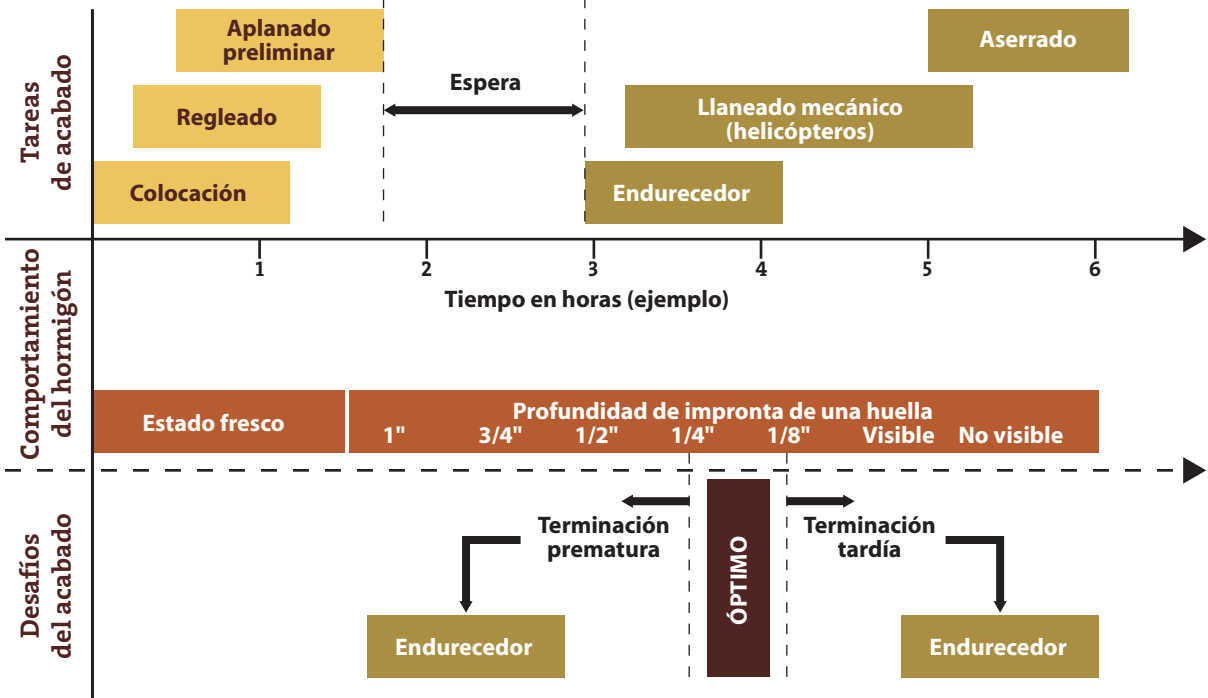 Tareas
de acabado
Aplanado
preliminar
Aserrado
Espera
Regleado
Llaneado mecánico
(helicópteros)
Colocación
Endurecedor
1 2 3 4 5 6
Tiempo en horas (ejemplo)
Comportamiento
del hormigón
Estado fresco
Profundidad de impronta de una huella
1" 3/4" 1/2" 1/4" 1/8" Visible No visible
Desafíos
del acabado
Terminación
prematura
ÓPTIMO
Terminación
tardía
Endurecedor
Endurecedor